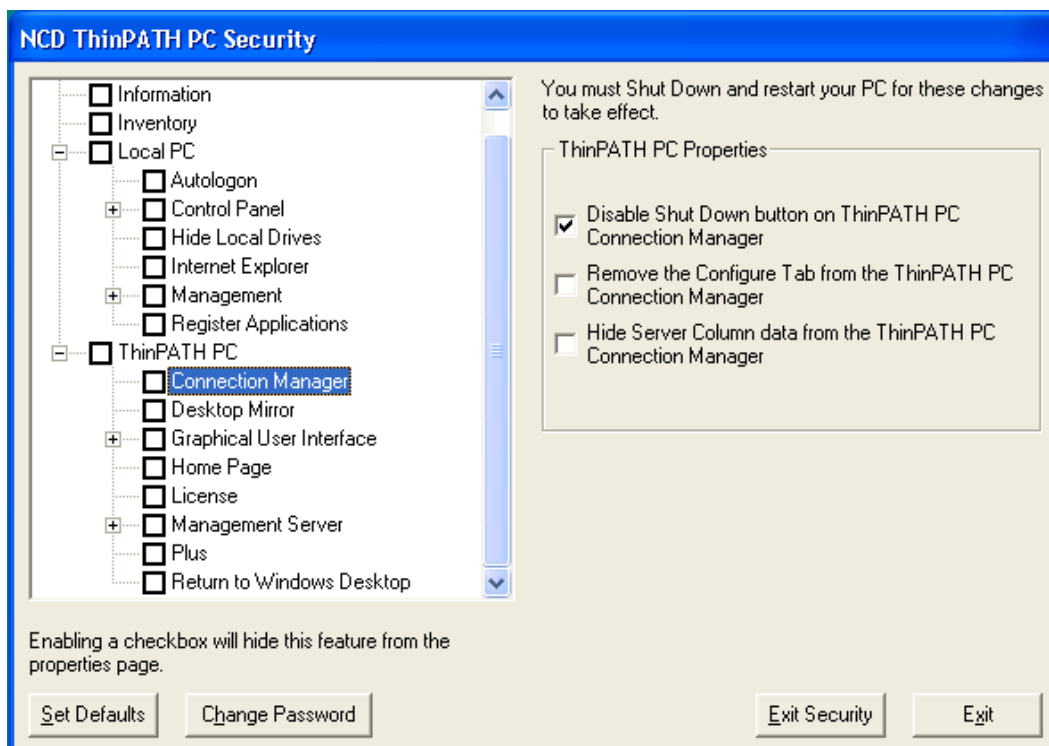 NCD ThinPATH PC Security
Information
Inventory
Local PC
Autologon
Control Panel
Hide Local Drives
Internet Explorer
Management
Register Applications
ThinPATH PC
Connection Manager
Desktop Mirror
Graphical User Interface
Home Page
License
Management Server
Plus
Return to Windows Desktop
Enabling a checkbox will hide this feature from the
properties page.
You must Shut Down and restart your PC for these changes
to take effect.
ThinPATH PC Properties
Disable Shut Down button on ThinPATH PC
Connection Manager
Remove the Configure Tab from the ThinPATH PC
Connection Manager
Hide Server Column data from the ThinPATH PC
Connection Manager
Set Defaults
Change Password
Exit Security
Exit